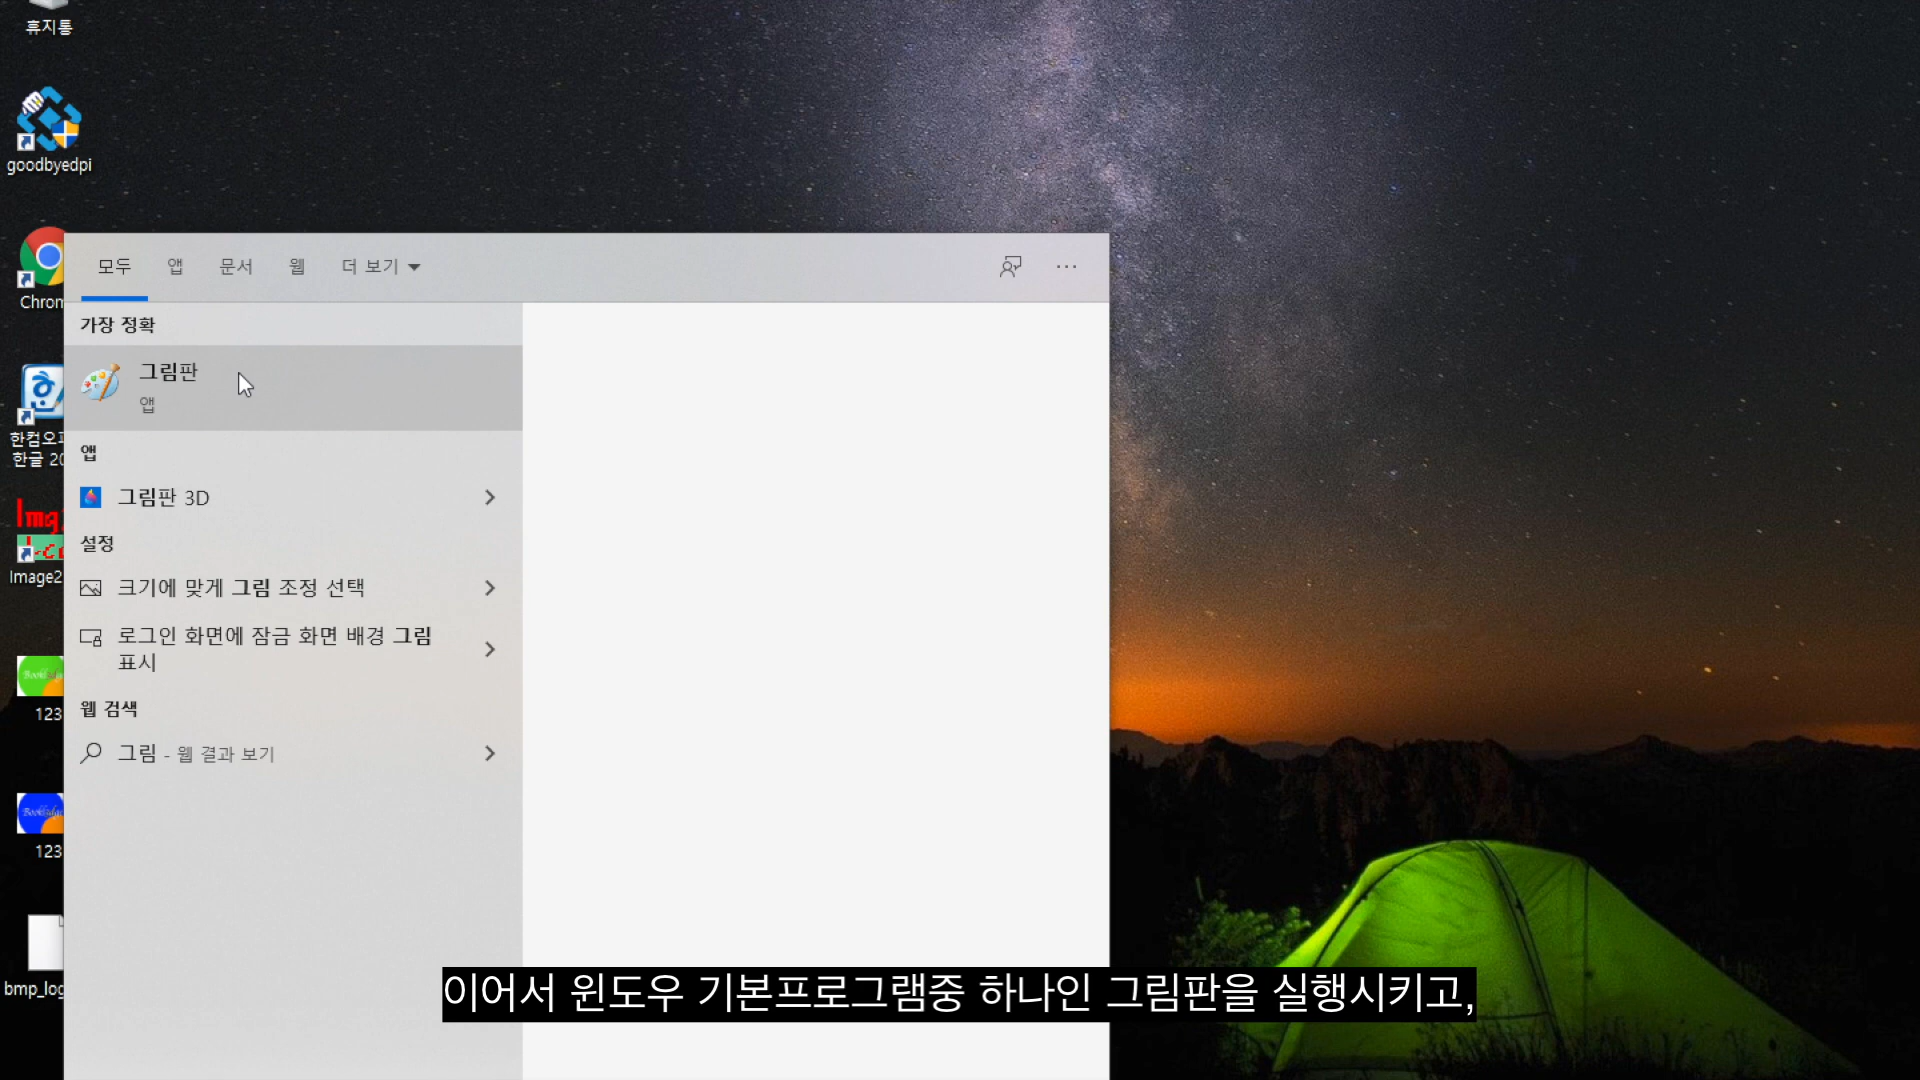 휴지통
goodbyedpi
Chrom
한컴오피
한글 20
Image2
123
123
bmp_log
모두 앱 문서 웹 더 보기
가장 정확
그림판
앱
앱
그림판 3D
설정
크기에 맞게 그림 조정 선택
로그인 화면에 잠금 화면 배경 그림
표시
웹 검색
그림 - 웹 결과 보기
이어서 윈도우 기본프로그램중 하나인 그림판을 실행시키고,